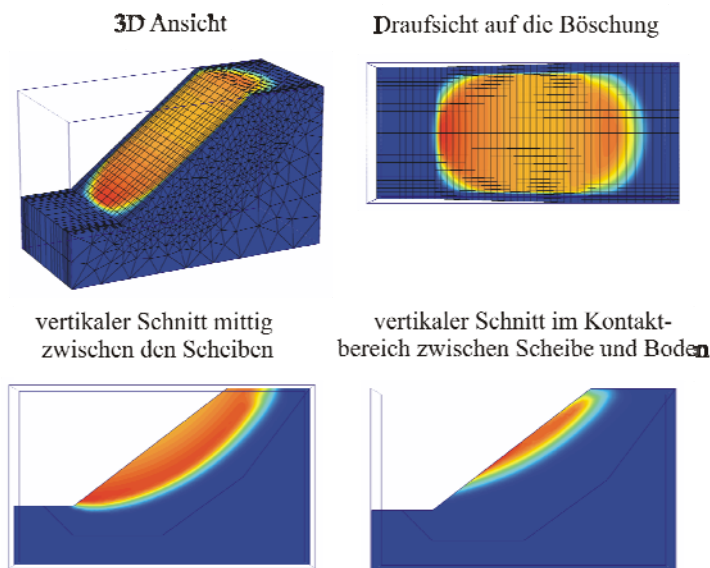 3D Ansicht
Draufsicht auf die Böschung
vertikaler Schnitt mittig
zwischen den Scheiben
vertikaler Schnitt im Kontakt-
bereich zwischen Scheibe und Boden